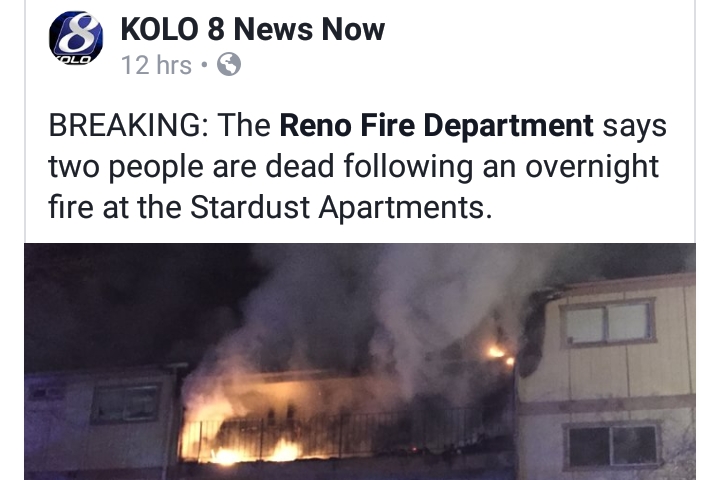 8
KOLO
KOLO 8 News Now
12 hrs •
BREAKING: The Reno Fire Department says
two people are dead following an overnight
fire at the Stardust Apartments.